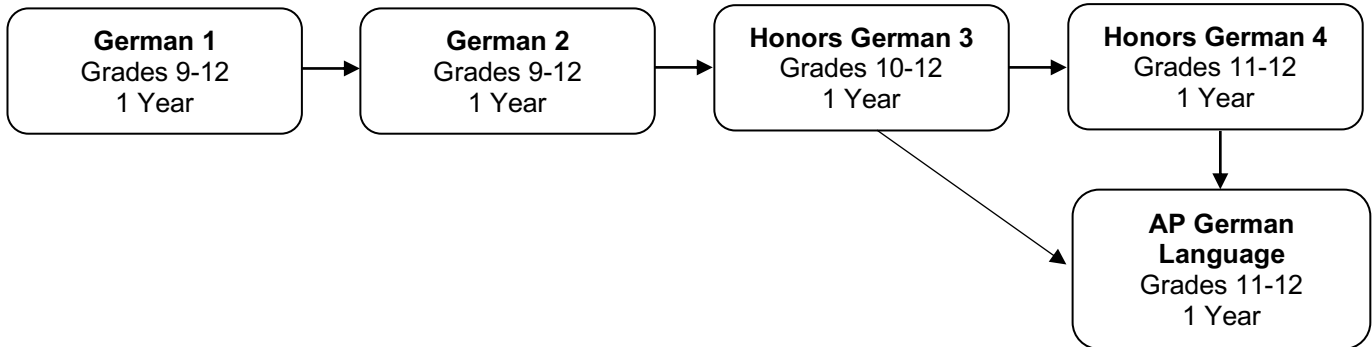 German 1
Grades 9-12
1 Year
German 2
Grades 9-12
1 Year
Honors German 3
Grades 10-12
1 Year
Honors German 4
Grades 11-12
1 Year
AP German
Language
Grades 11-12
1 Year